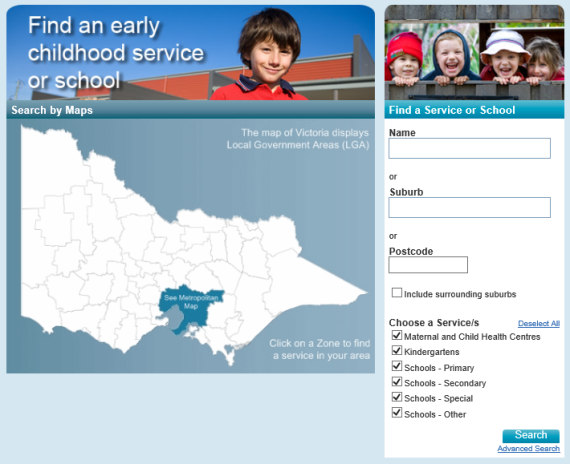 Find an early
childhood service
or school
Search by Maps
The map of Victoria displays
Local Government Areas (LGA)
See Metropolitan
Map
Click on a Zone to find
a service in your area
Find a Service or School
Name
or
Suburb
or
Postcode
Include surrounding suburbs
Choose a Service/s Deselect All
Maternal and Child Health Centres
Kindergartens
Schools - Primary
Schools - Secondary
Schools - Special
Schools - Other
Search
Advanced Search